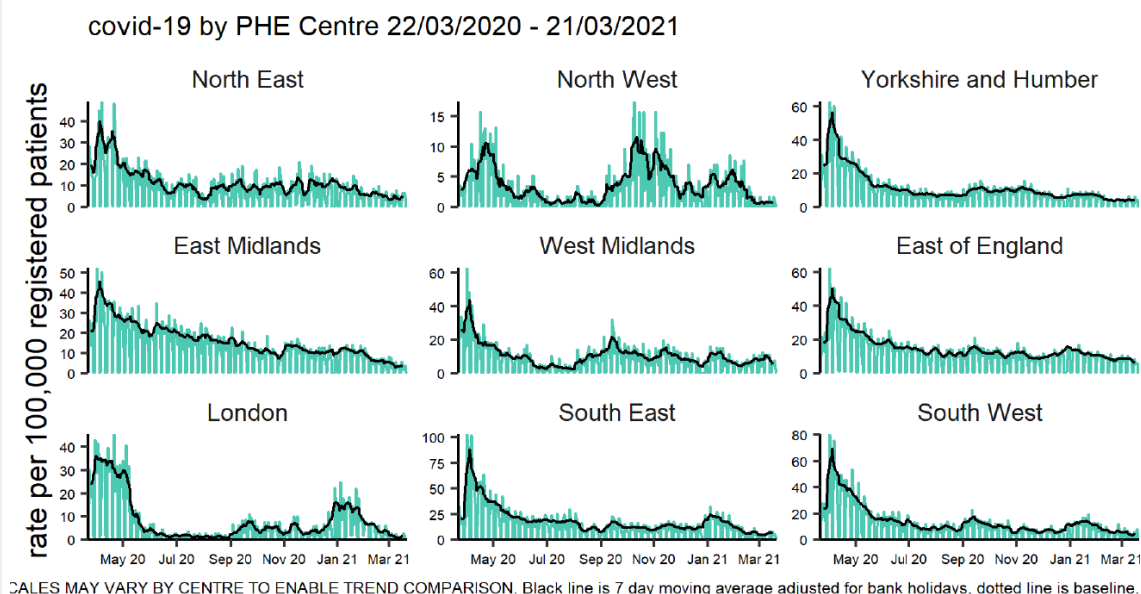 covid-19 by PHE Centre 22/03/2020 - 21/03/2021
rate per 100,000 registered patients
North East
40
30
20
10
0
North West
15
10
5
0
Yorkshire and Humber
60
40
20
0
East Midlands
50
40
30
20
10
0
West Midlands
60
40
20
0
East of England
60
40
20
0
London
40
30
20
10
0
May 20 Jul 20 Sep 20 Nov 20 Jan 21 Mar 21
South East
100
75
50
25
0
May 20 Jul 20 Sep 20 Nov 20 Jan 21 Mar 21
South West
80
60
40
20
0
May 20 Jul 20 Sep 20 Nov 20 Jan 21 Mar 21
CALES MAY VARY BY CENTRE TO ENABLE TREND COMPARISON. Black line is 7 day moving average adjusted for bank holidays, dotted line is baseline.